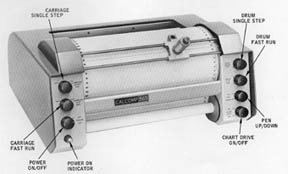 CARRIAGE
SINGLE STEP
DRUM
SINGLE STEP
DRUM
FAST RUN
CALCOMP 565
CARRIAGE
FAST RUN
PEN
UP/DOWN
POWER
ON/OFF
POWER ON
INDICATOR
CHART DRIVE
ON/OFF